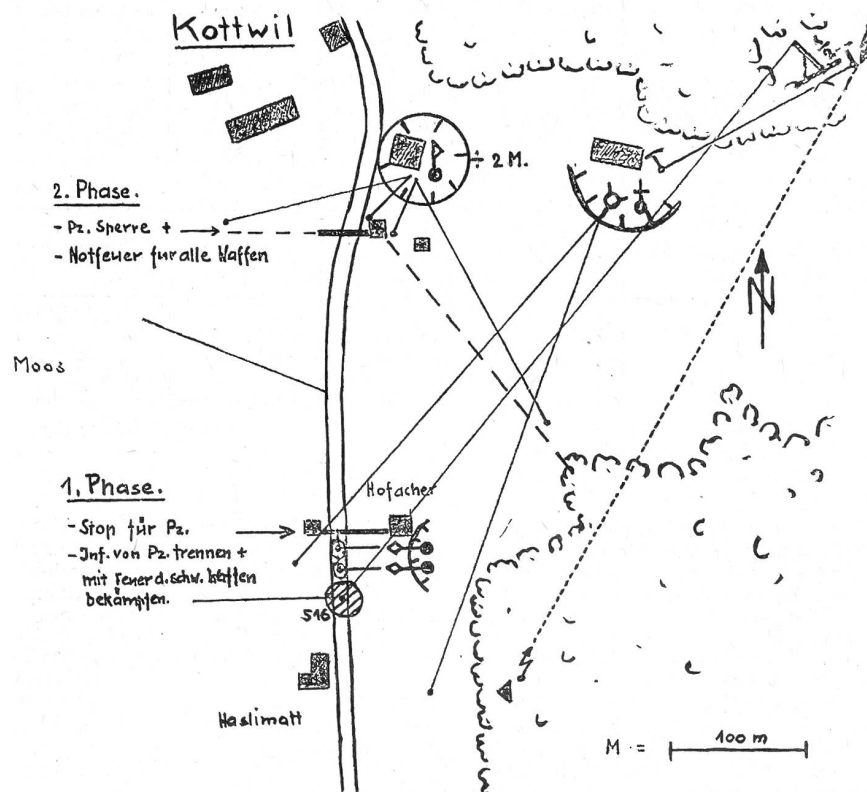 Kottwil
÷ 2 M.
2. Phase.
- Pz. Sperre +
- Notfeuer für alle Waffen
N
Moos
1. Phase.
Hofacher
- Stop für Pz.
- Inf. von Pz. trennen +
mit Feuer d. schw. Waffen
bekämpfen.
516
Haslimatt
M = 100 m